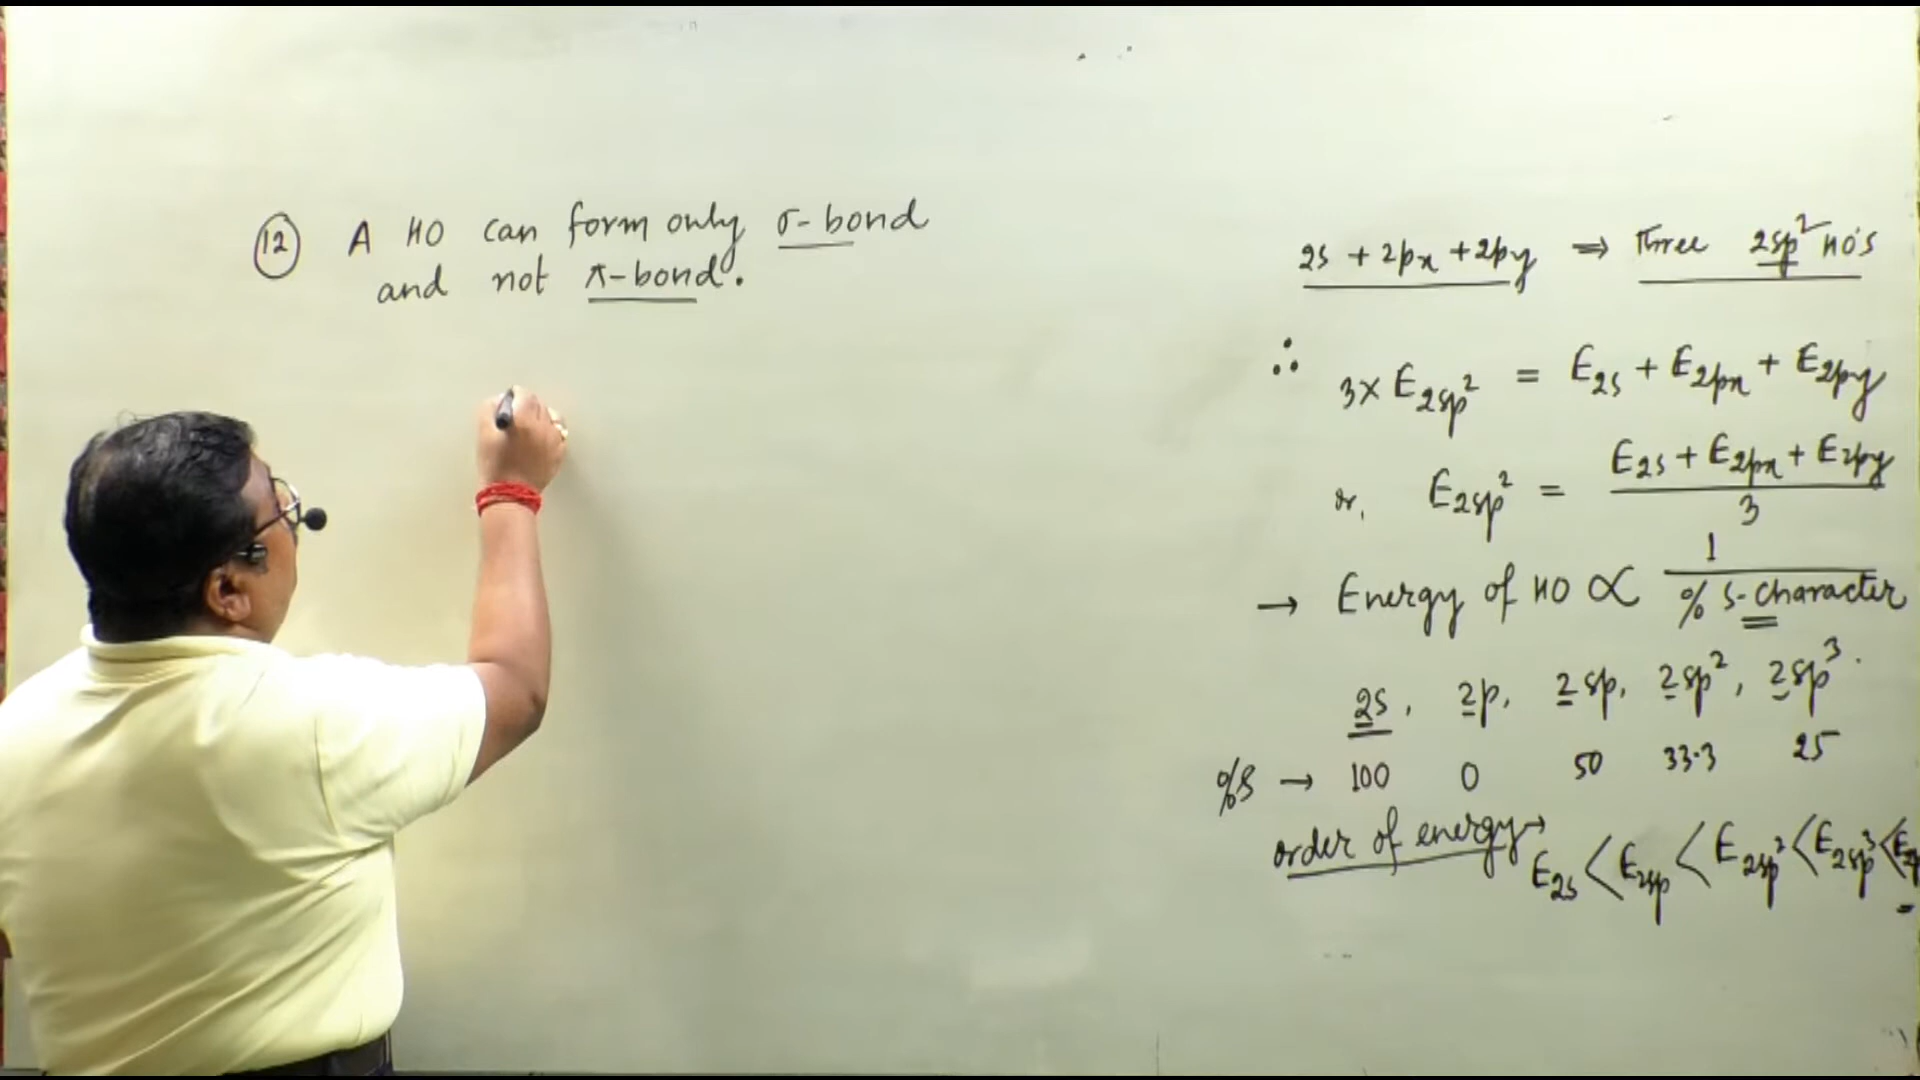 (12) A HO can form only σ-bond
and not π-bond.
2s + 2px + 2py ⇒ three 2sp² HO's
∴ 3x E2sp² = E2s + E2px + E2py
or, E2sp² = (E2s + E2px + E2py) / 3
→ Energy of HO ∝ 1 / % s-character
2s, 2p, 2sp, 2sp², 2sp³.
%s → 100 0 50 33.3 25
order of energy → E2s < E2sp < E2sp² < E2sp³ < E2p